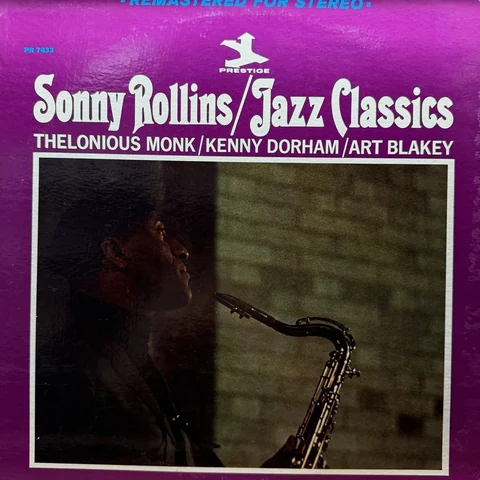 • REMASTERED FOR STEREO •
PR 7433
PRESTIGE
Sonny Rollins/Jazz Classics
THELONIOUS MONK/KENNY DORHAM/ART BLAKEY